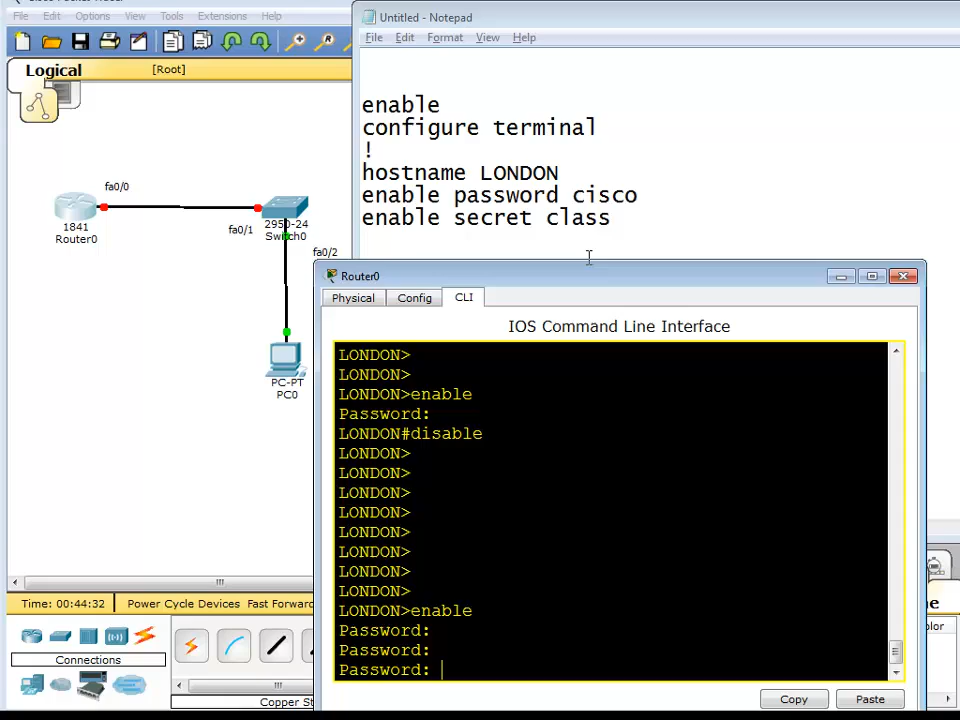 File Edit Options View Tools Extensions Help
Untitled - Notepad
File Edit Format View Help
Logical
[Root]
enable
configure terminal
!
hostname LONDON
enable password cisco
enable secret class
fa0/0
1841
Router0
fa0/1
2950-24
Switch0
fa0/2
PC-PT
PC0
Router0
Physical Config CLI
IOS Command Line Interface
LONDON>
LONDON>
LONDON>enable
Password:
LONDON#disable
LONDON>
LONDON>
LONDON>
LONDON>
LONDON>
LONDON>
LONDON>
LONDON>
LONDON>enable
Password:
Password:
Password:
Copy Paste
Time: 00:44:32 Power Cycle Devices Fast Forward
Connections
Copper St